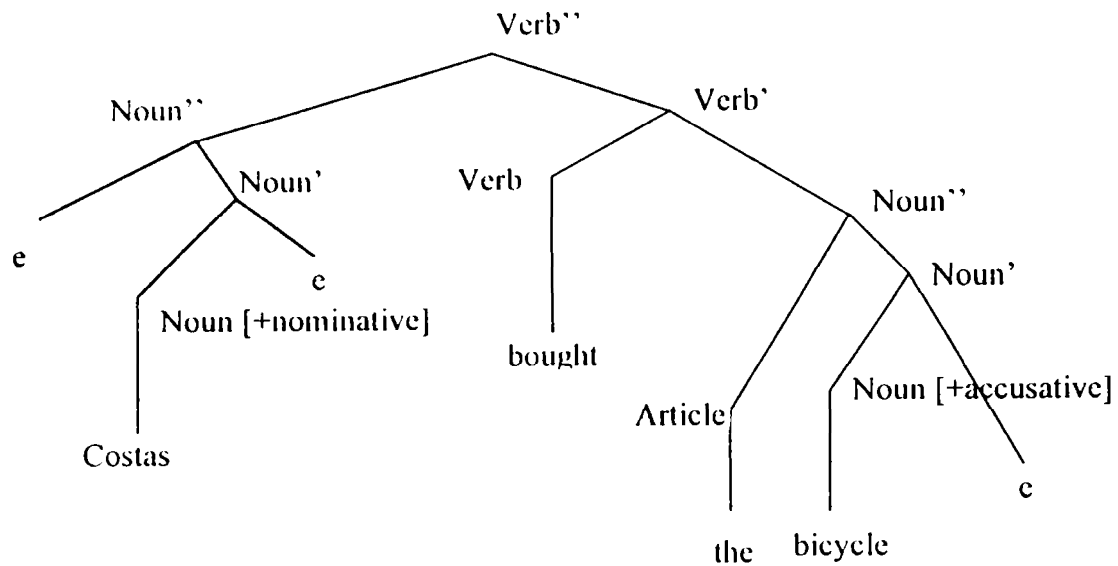 Verb’’
Noun’’
Verb’
Noun’
Verb
Noun’’
e
e
Noun’
Noun [+nominative]
bought
Noun [+accusative]
Article
Costas
e
the
bicycle